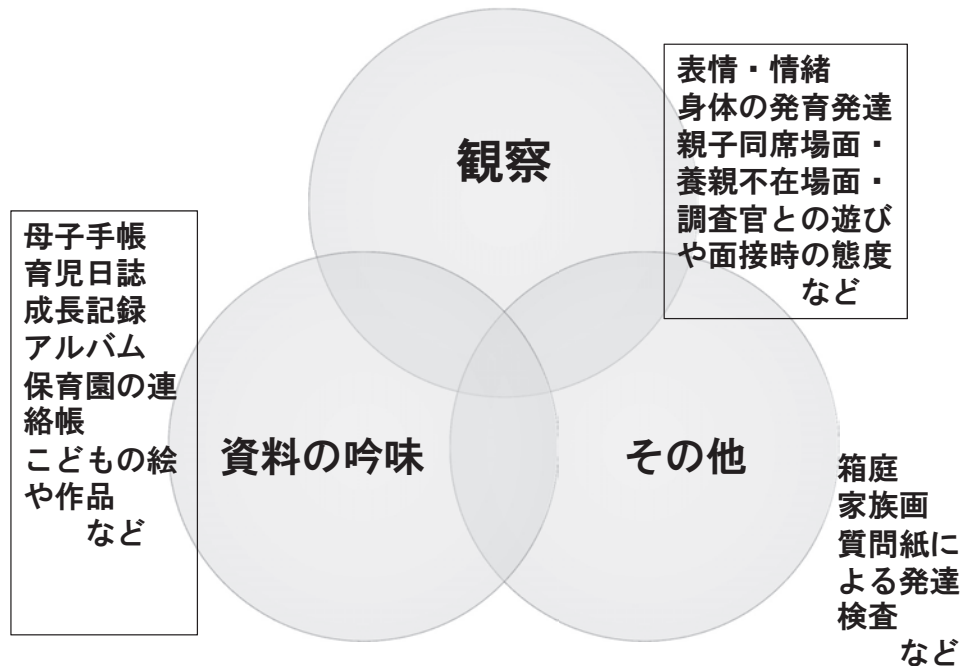 観察
表情・情緒
身体の発育発達
親子同席場面・
養親不在場面・
調査官との遊び
や面接時の態度
など
母子手帳
育児日誌
成長記録
アルバム
保育園の連
絡帳
こどもの絵
や作品
など
資料の吟味
その他
箱庭
家族画
質問紙に
よる発達
検査
など